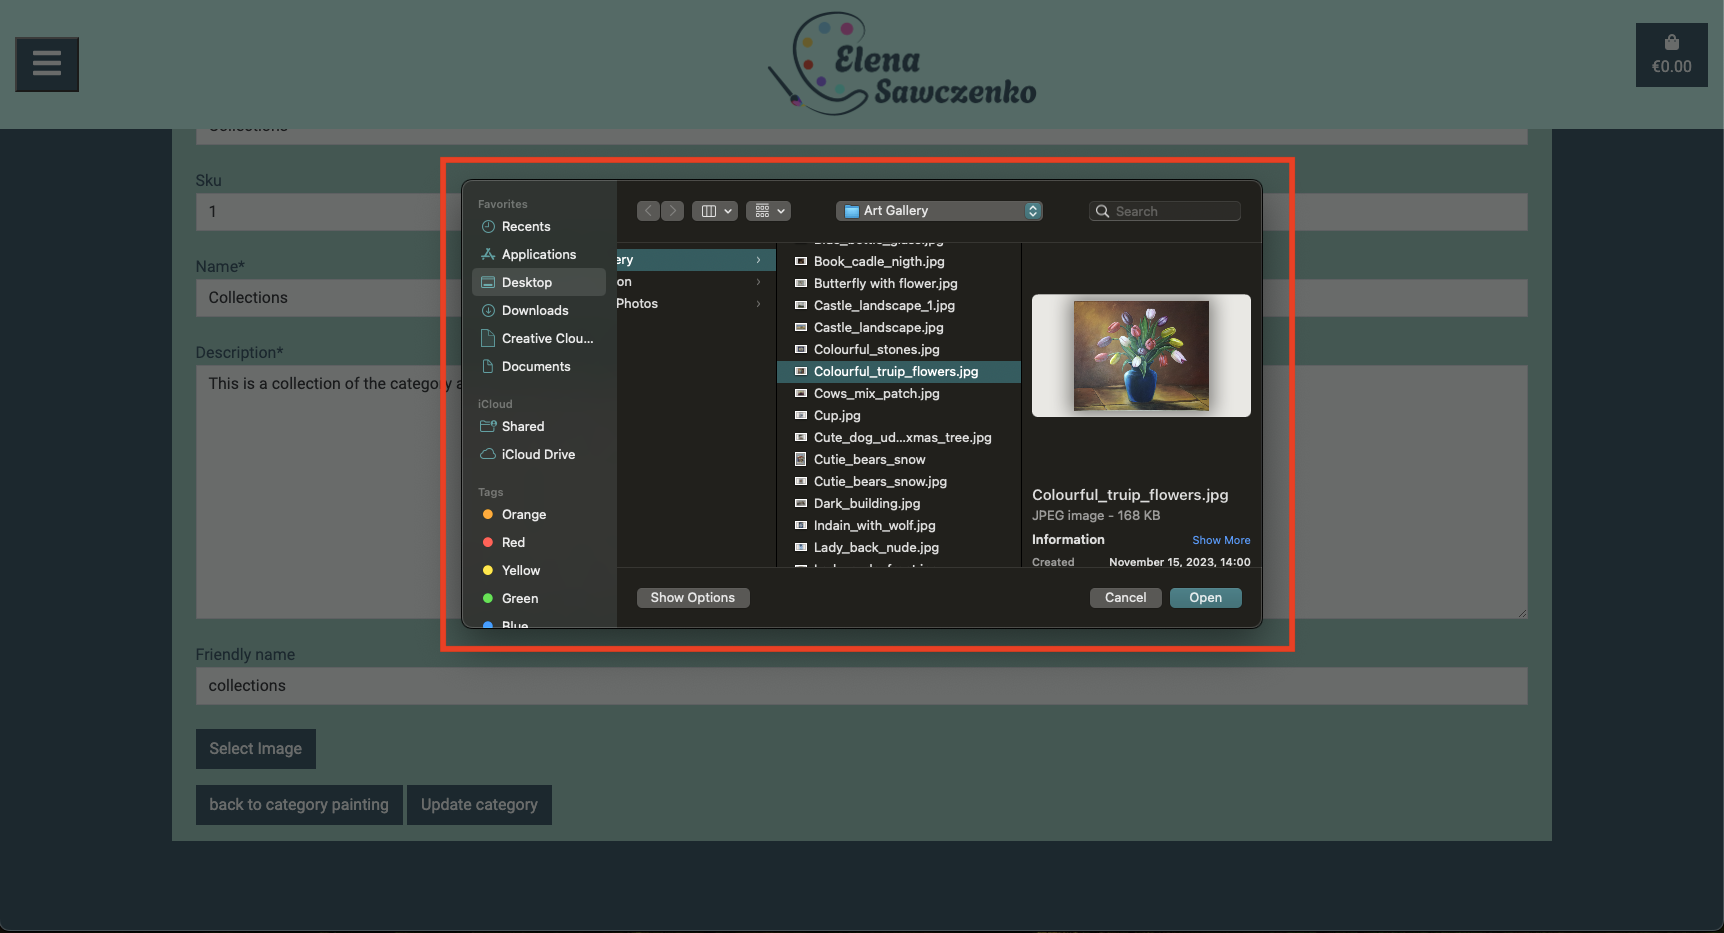 Elena
Sawczenko
€0.00
Collections
Sku
1
Name*
Collections
Description*
This is a collection of the category a
Friendly name
collections
Select Image
back to category painting
Update category
Favorites
Recents
Applications
Desktop
Downloads
Creative Clou...
Documents
iCloud
Shared
iCloud Drive
Tags
Orange
Red
Yellow
Green
Blue
Art Gallery
Search
ery
on
Photos
Book_cadle_nigth.jpg
Butterfly with flower.jpg
Castle_landscape_1.jpg
Castle_landscape.jpg
Colourful_stones.jpg
Colourful_truip_flowers.jpg
Cows_mix_patch.jpg
Cup.jpg
Cute_dog_ud...xmas_tree.jpg
Cutie_bears_snow
Cutie_bears_snow.jpg
Dark_building.jpg
Indain_with_wolf.jpg
Lady_back_nude.jpg
Colourful_truip_flowers.jpg
JPEG image - 168 KB
Information Show More
Created November 15, 2023, 14:00
Show Options
Cancel
Open